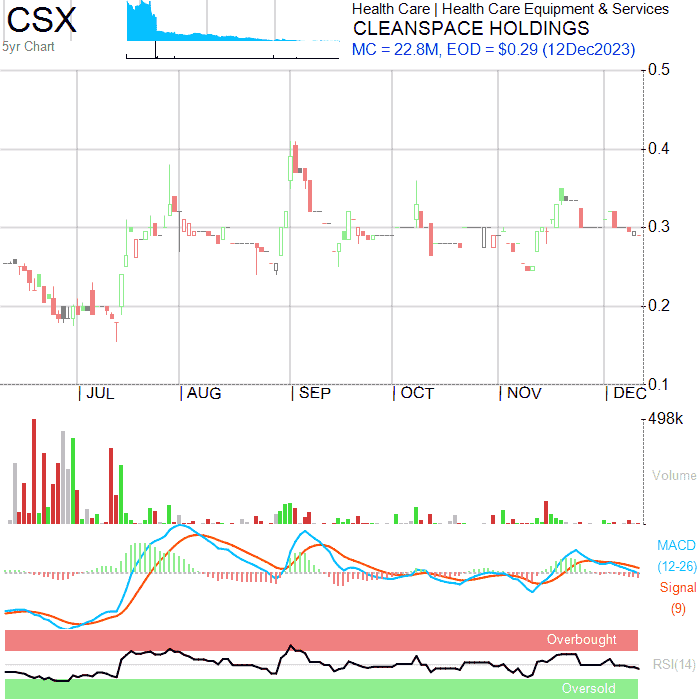 CSX
5yr Chart
Health Care | Health Care Equipment & Services
CLEANSPACE HOLDINGS
MC = 22.8M, EOD = $0.29 (12Dec2023)
0.5
0.4
0.3
0.2
0.1
JUL
AUG
SEP
OCT
NOV
DEC
498k
Volume
MACD
(12-26)
Signal
(9)
Overbought
RSI(14)
Oversold